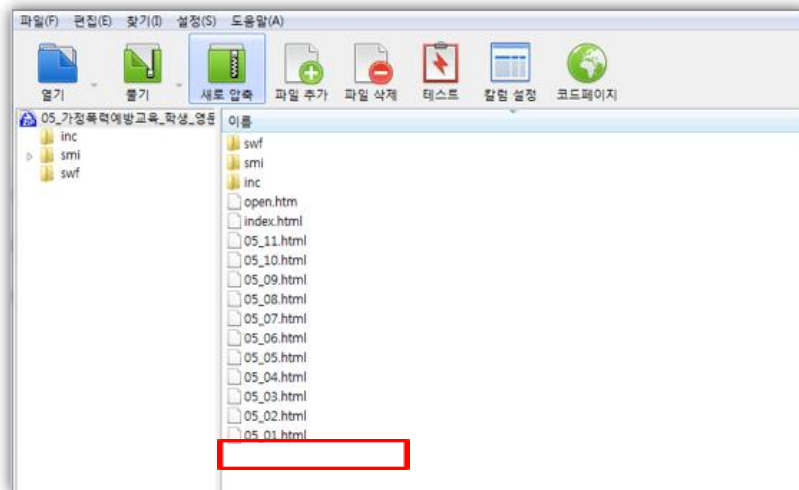 파일(F) 편집(E) 찾기(I) 설정(S) 도움말(A)
열기 풀기 새로 압축 파일 추가 파일 삭제 테스트 칼럼 설정 코드페이지
05_가정폭력예방교육_학생_영문
inc
smi
swf
이름
swf
smi
inc
open.htm
index.html
05_11.html
05_10.html
05_09.html
05_08.html
05_07.html
05_06.html
05_05.html
05_04.html
05_03.html
05_02.html
05_01.html